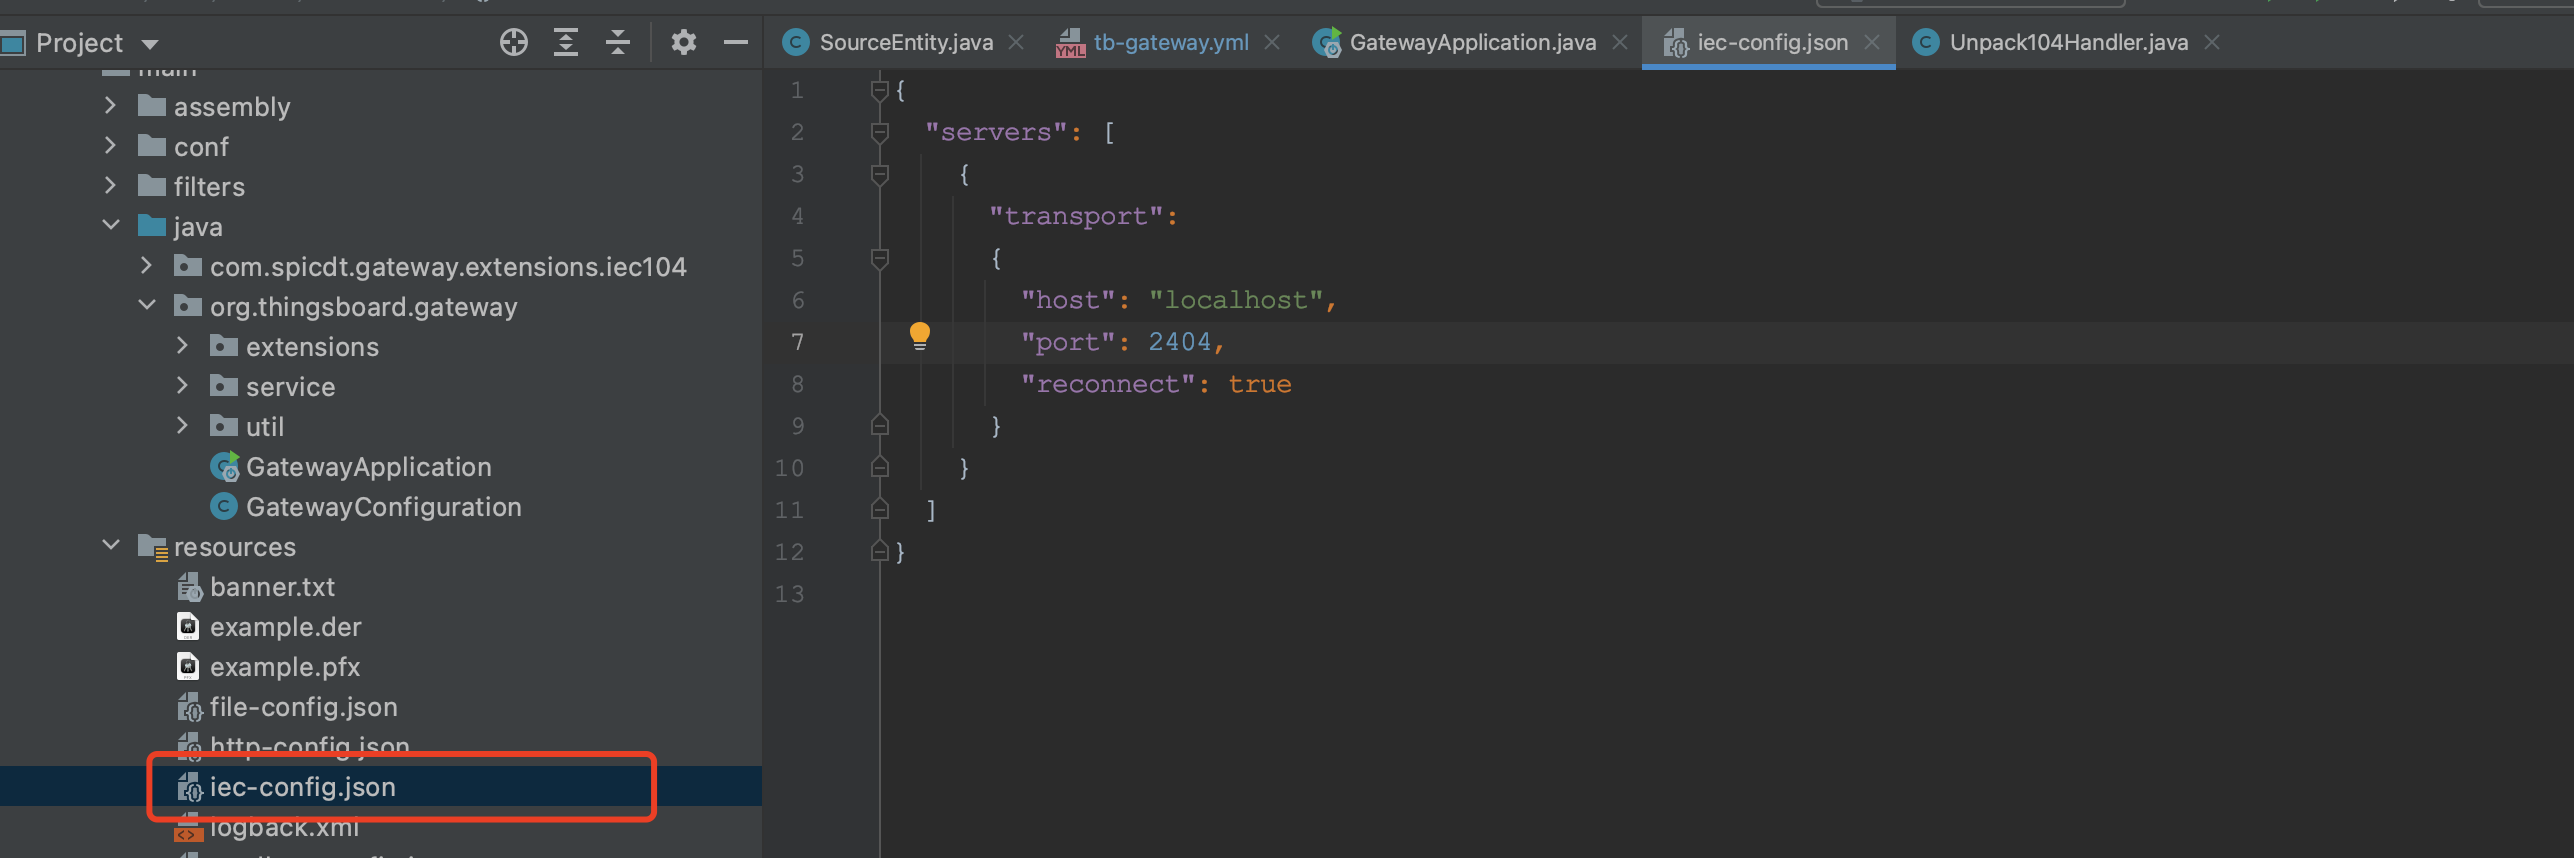 Project
SourceEntity.java
tb-gateway.yml
GatewayApplication.java
iec-config.json
Unpack104Handler.java
main
assembly
conf
filters
java
com.spicdt.gateway.extensions.iec104
org.thingsboard.gateway
extensions
service
util
GatewayApplication
GatewayConfiguration
resources
banner.txt
example.der
example.pfx
file-config.json
http-config.json
iec-config.json
logback.xml
1 {
2 "servers": [
3 {
4 "transport":
5 {
6 "host": "localhost",
7 "port": 2404,
8 "reconnect": true
9 }
10 }
11 ]
12 }
13